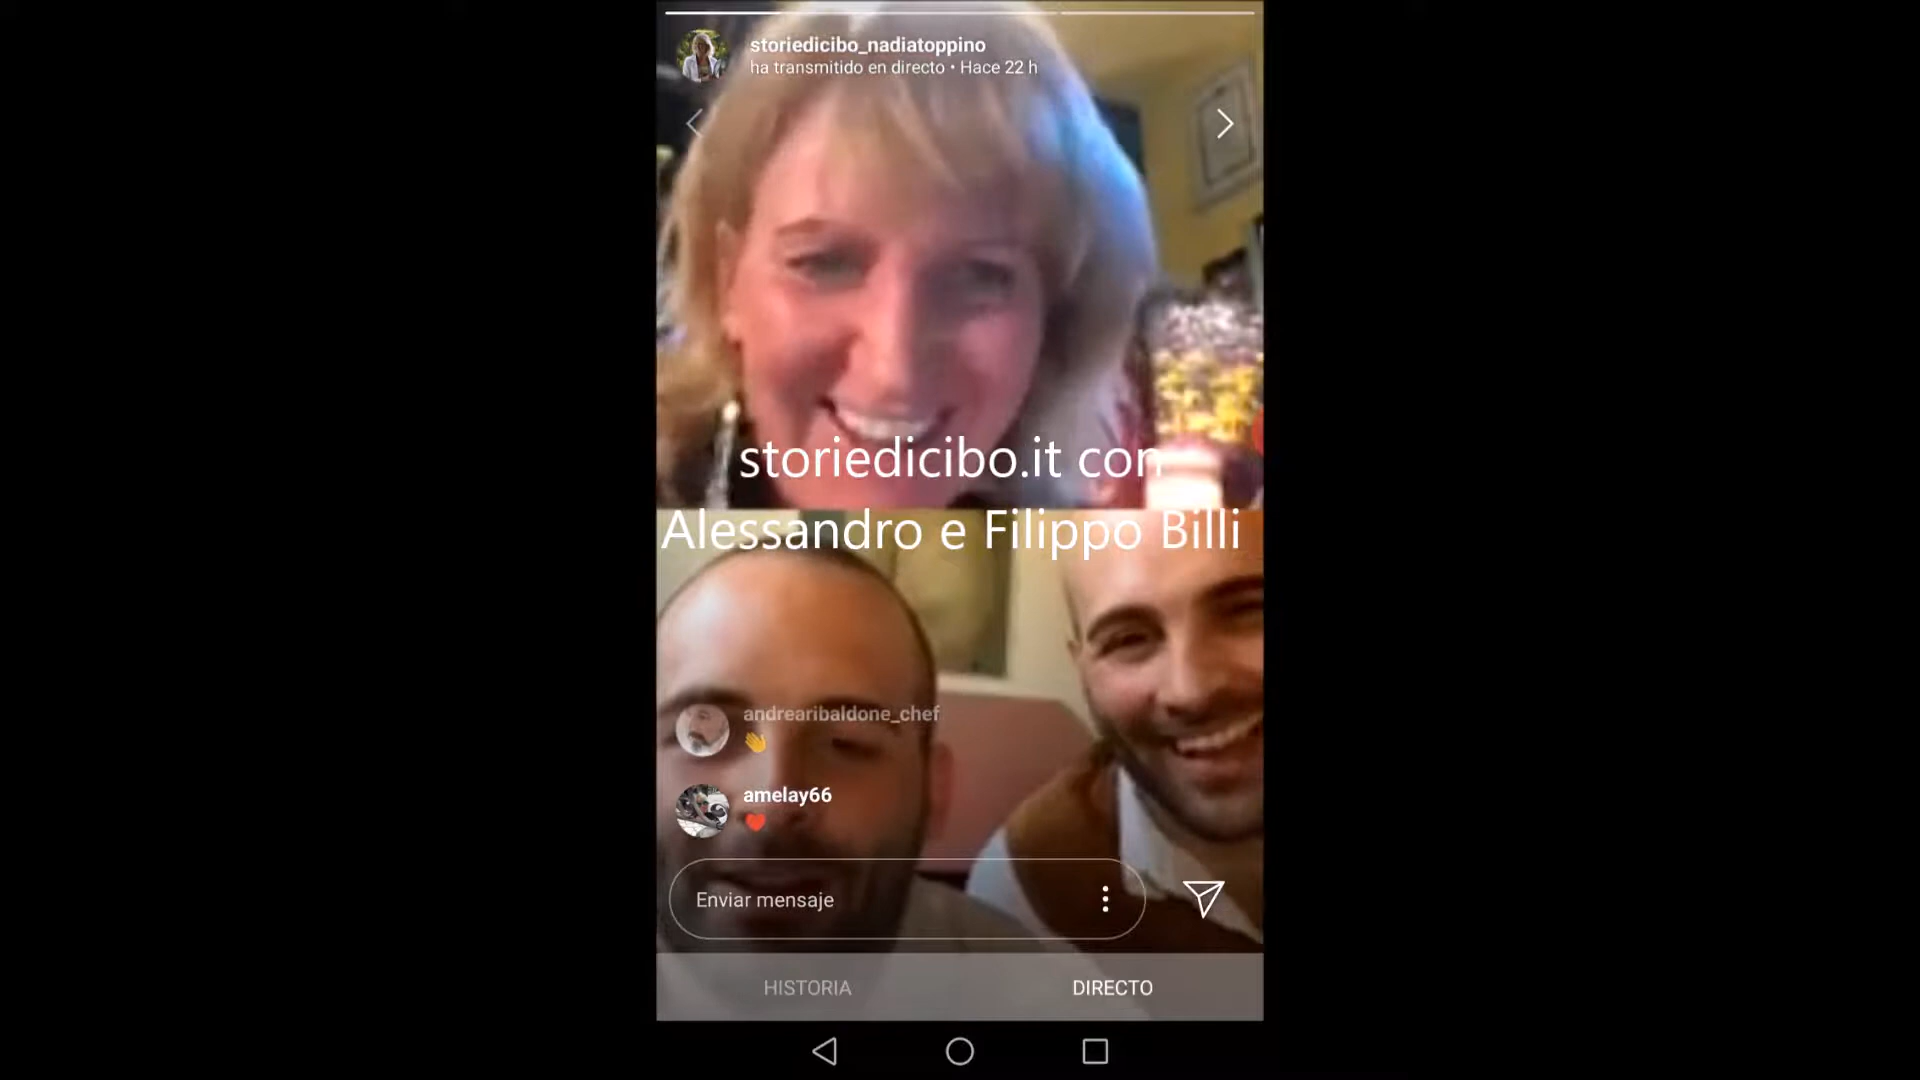 storiedicibo_nadiatoppino
ha transmitido en directo • Hace 22 h
storiedicibo.it con
Alessandro e Filippo Billi
andrearibaldone_chef
👋
amelay66
❤️
Enviar mensaje
HISTORIA DIRECTO